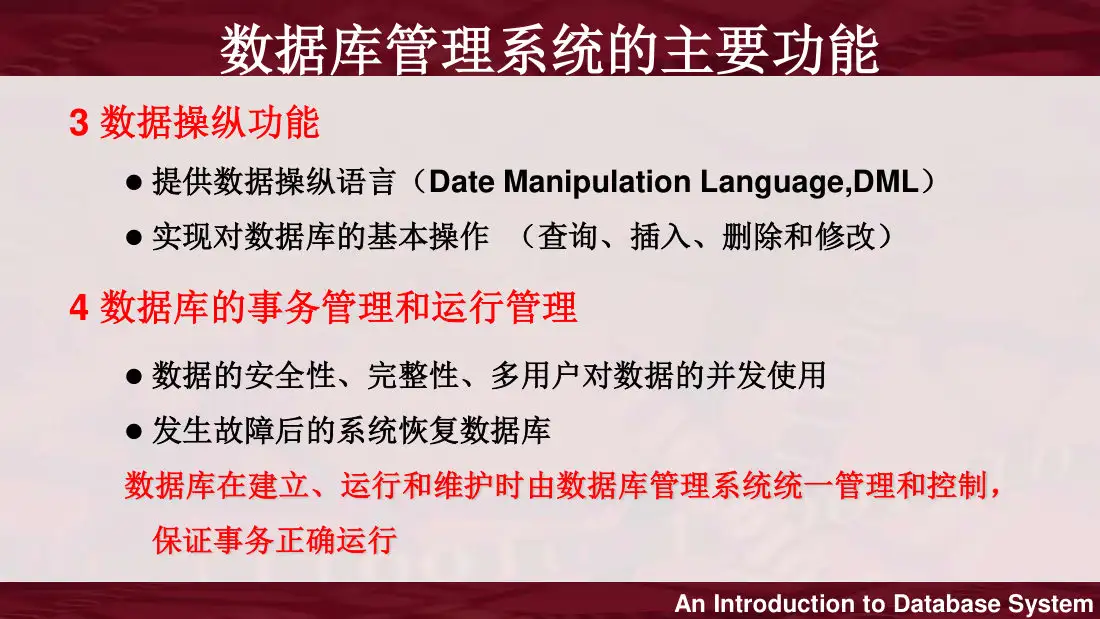 数据库管理系统的主要功能
3 数据操纵功能
● 提供数据操纵语言（Date Manipulation Language,DML）
● 实现对数据库的基本操作 （查询、插入、删除和修改）
4 数据库的事务管理和运行管理
● 数据的安全性、完整性、多用户对数据的并发使用
● 发生故障后的系统恢复数据库
数据库在建立、运行和维护时由数据库管理系统统一管理和控制，
保证事务正确运行
An Introduction to Database System